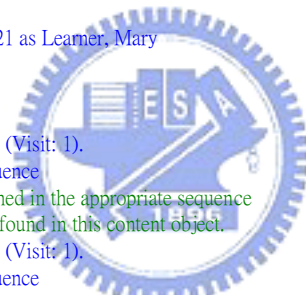 21 as Learner, Mary
(Visit: 1).
uence
ned in the appropriate sequence
found in this content object.
(Visit: 1).
uence
E S
1896